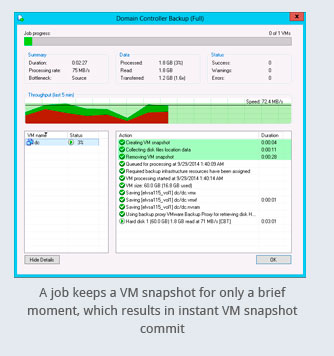 Domain Controller Backup (Full)
Job progress: 0 of 1 VMs
Summary
Duration: 0:02:27
Processing rate: 75 MB/s
Bottleneck: Source
Data
Processed: 1.8 GB (3%)
Read: 1.8 GB
Transferred: 1.2 GB (1.6x)
Status
Success: 0
Warnings: 0
Errors: 0
Throughput (last 5 min)
Speed: 72.4 MB/s
VM name Status
dc 3%
Action Duration
Creating VM snapshot 0:00:04
Collecting disk files location data 0:00:11
Removing VM snapshot 0:00:28
Queued for processing at 9/29/2014 1:40:09 AM
Required backup infrastructure resources have been assigned
VM processing started at 9/29/2014 1:40:14 AM
VM size: 60.0 GB (16.8 GB used)
Saving [elvsa115_vol1] dc/dc.vmx
Saving [elvsa115_vol1] dc/dc.vmxf 0:00:01
Saving [elvsa115_vol1] dc/dc.nvram
Using backup proxy VMware Backup Proxy for retrieving disk H...
Hard disk 1 (60.0 GB) 1.8 GB read at 71 MB/s [CBT] 0:03:01
Hide Details
OK
A job keeps a VM snapshot for only a brief
moment, which results in instant VM snapshot
commit